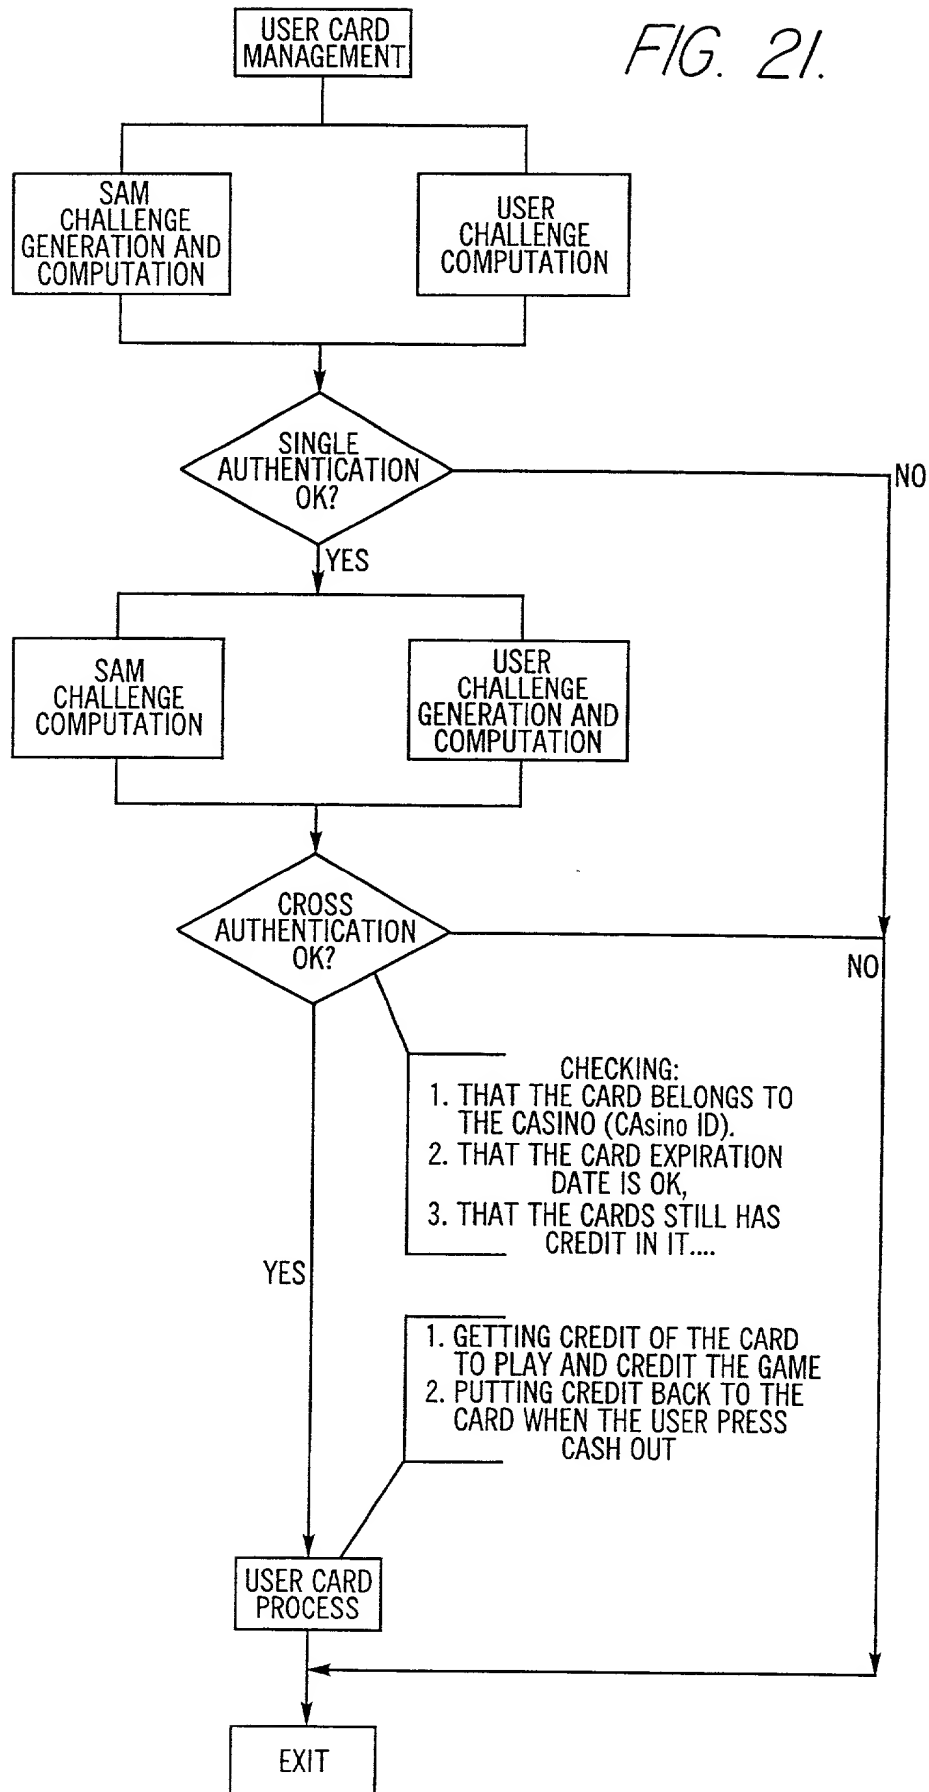 USER CARD
MANAGEMENT
FIG. 21.
SAM
CHALLENGE
GENERATION AND
COMPUTATION
USER
CHALLENGE
COMPUTATION
SINGLE
AUTHENTICATION
OK?
NO
YES
SAM
CHALLENGE
COMPUTATION
USER
CHALLENGE
GENERATION AND
COMPUTATION
CROSS
AUTHENTICATION
OK?
NO
CHECKING:
1. THAT THE CARD BELONGS TO
THE CASINO (CAsino ID).
2. THAT THE CARD EXPIRATION
DATE IS OK,
3. THAT THE CARDS STILL HAS
CREDIT IN IT....
YES
1. GETTING CREDIT OF THE CARD
TO PLAY AND CREDIT THE GAME
2. PUTTING CREDIT BACK TO THE
CARD WHEN THE USER PRESS
CASH OUT
USER CARD
PROCESS
EXIT